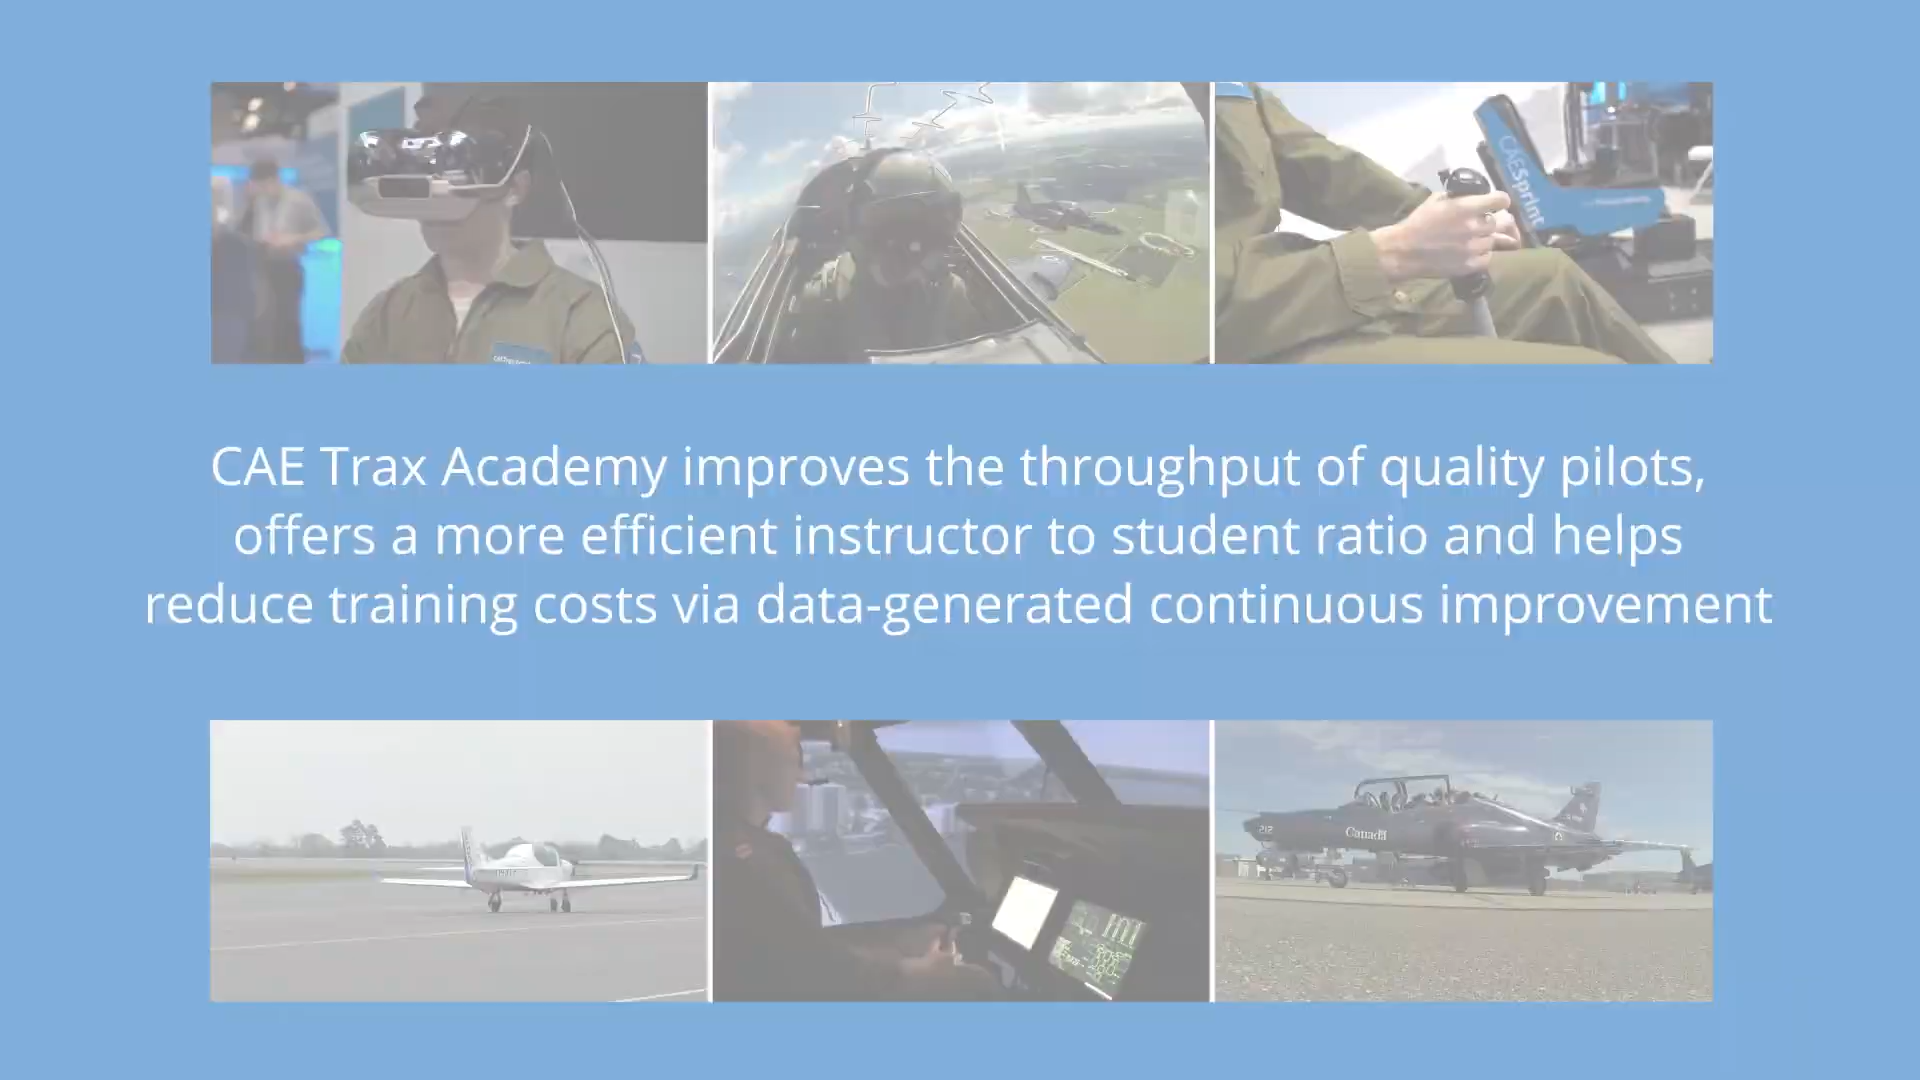 CAESprint
CAE Trax Academy improves the throughput of quality pilots,
offers a more efficient instructor to student ratio and helps
reduce training costs via data-generated continuous improvement
212
Canada